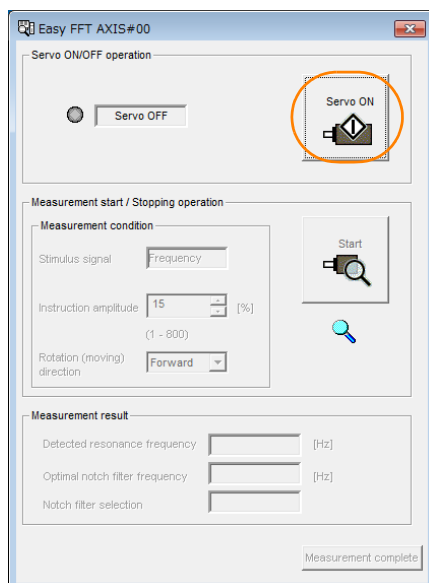 Easy FFT AXIS#00
Servo ON/OFF operation
Servo OFF
Servo ON
Measurement start / Stopping operation
Measurement condition
Stimulus signal Frequency
Start
Instruction amplitude 15 [%]
(1 - 800)
Rotation (moving) direction Forward
Measurement result
Detected resonance frequency [Hz]
Optimal notch filter frequency [Hz]
Notch filter selection
Measurement complete